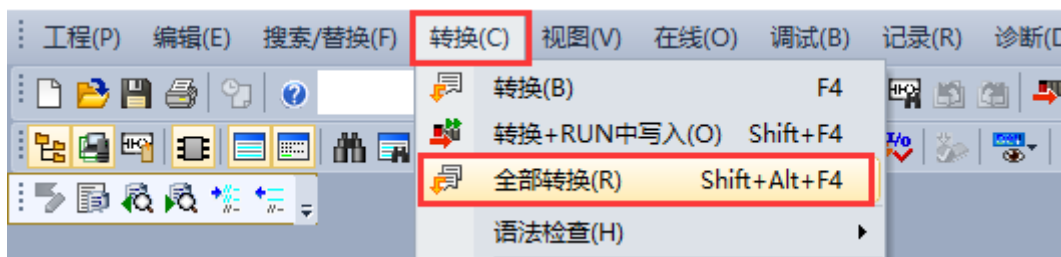 工程(P) 编辑(E) 搜索/替换(F) 转换(C) 视图(V) 在线(O) 调试(B) 记录(R) 诊断(D
转换(B) F4
转换+RUN中写入(O) Shift+F4
全部转换(R) Shift+Alt+F4
语法检查(H)